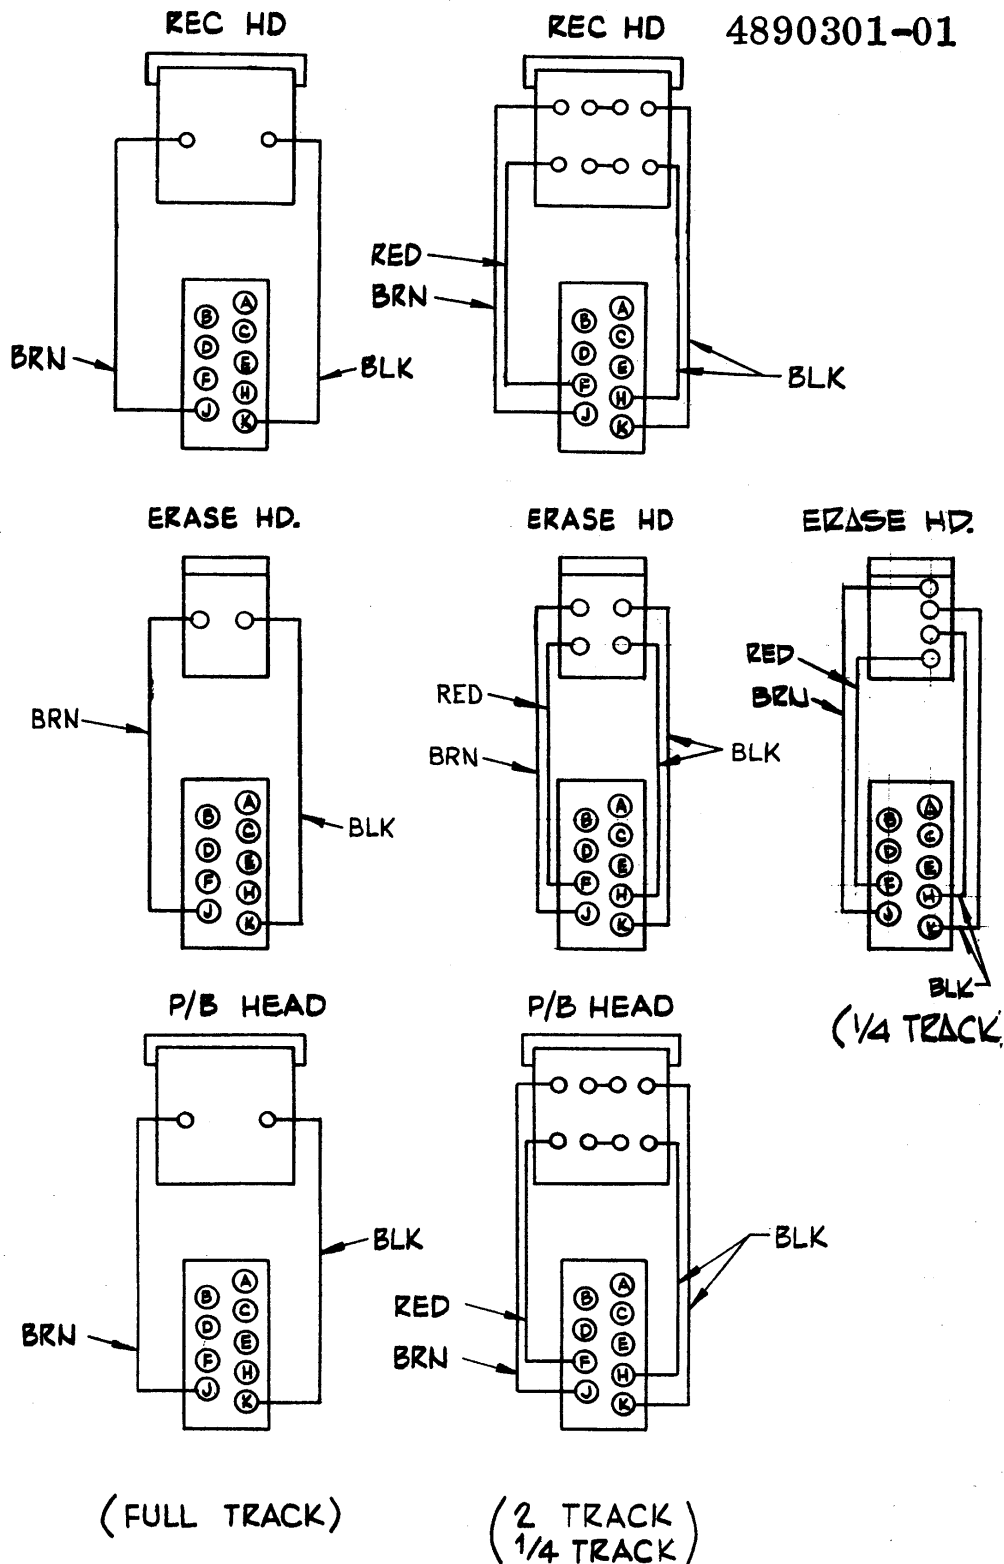 REC HD
REC HD
4890301-01
B
A
D
C
F
E
J
H
K
BRN
BLK
RED
BRN
B
A
D
C
F
E
J
H
K
BLK
ERASE HD.
ERASE HD
ERASE HD.
BRN
B
A
D
C
F
E
J
H
K
BLK
RED
BRN
B
A
D
C
F
E
J
H
K
BLK
RED
BRN
B
A
D
C
F
E
J
H
K
BLK
(1/4 TRACK
P/B HEAD
P/B HEAD
BRN
B
A
D
C
F
E
J
H
K
BLK
RED
BRN
B
A
D
C
F
E
J
H
K
BLK
(FULL TRACK)
(2 TRACK
1/4 TRACK)